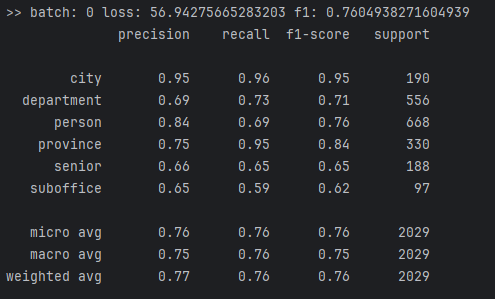 >> batch: 0 loss: 56.94275665283203 f1: 0.7604938271604939
precision recall f1-score support
city 0.95 0.96 0.95 190
department 0.69 0.73 0.71 556
person 0.84 0.69 0.76 668
province 0.75 0.95 0.84 330
senior 0.66 0.65 0.65 188
suboffice 0.65 0.59 0.62 97
micro avg 0.76 0.76 0.76 2029
macro avg 0.75 0.76 0.75 2029
weighted avg 0.77 0.76 0.76 2029